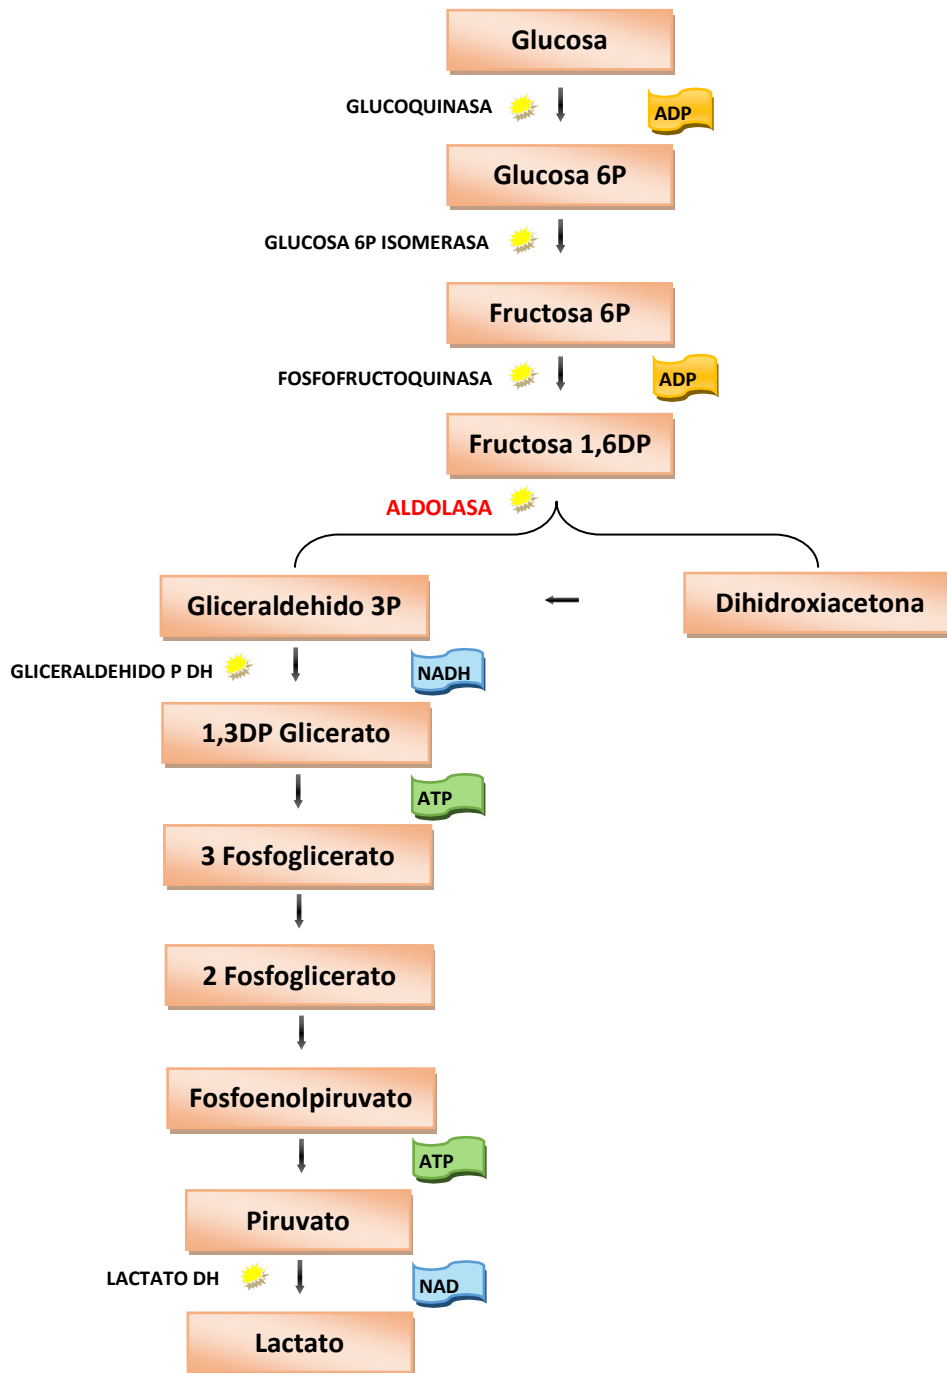 Glucosa
GLUCOQUINASA
ADP
Glucosa 6P
GLUCOSA 6P ISOMERASA
Fructosa 6P
FOSFOFRUCTOQUINASA
ADP
Fructosa 1,6DP
ALDOLASA
Gliceraldehido 3P
Dihidroxiacetona
GLICERALDEHIDO P DH
NADH
1,3DP Glicerato
ATP
3 Fosfoglicerato
2 Fosfoglicerato
Fosfoenolpiruvato
ATP
Piruvato
LACTATO DH
NAD
Lactato